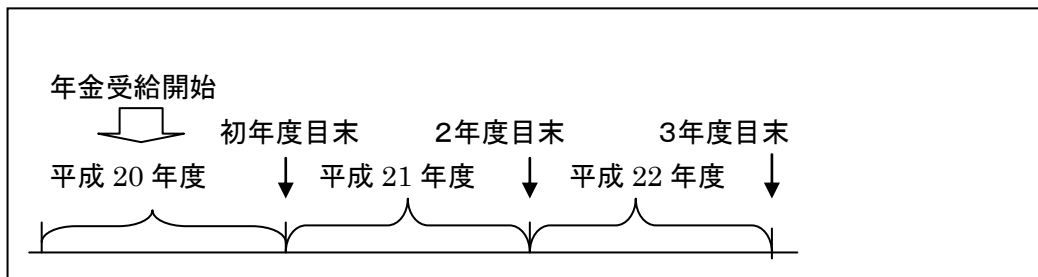 年金受給開始
初年度目末 2年度目末 3年度目末
平成 20 年度 平成 21 年度 平成 22 年度